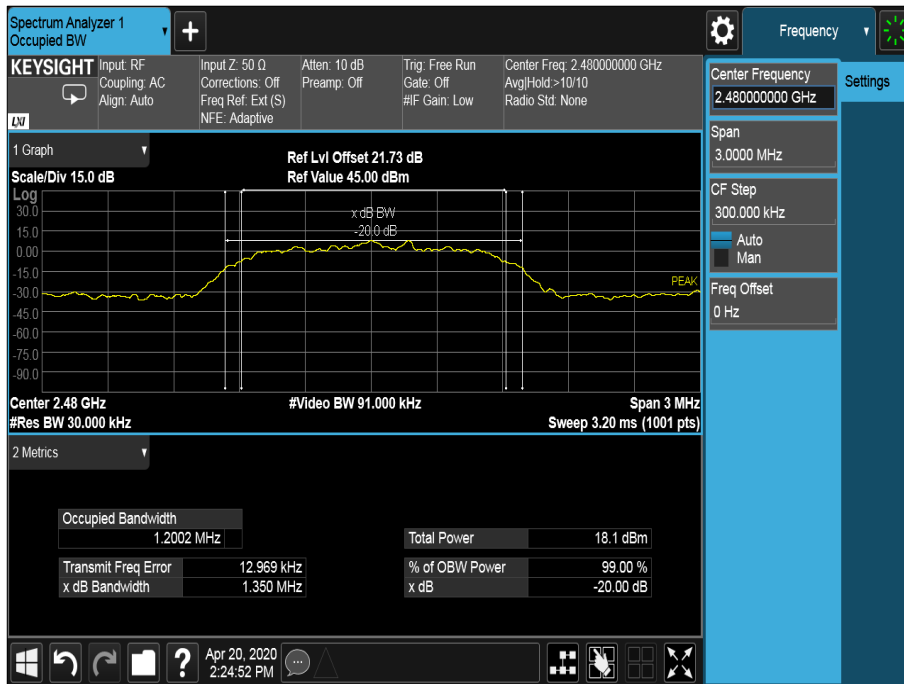 Spectrum Analyzer 1
Occupied BW
Frequency
KEYSIGHT
Input: RF
Coupling: AC
Align: Auto
Input Z: 50 Ω
Corrections: Off
Freq Ref: Ext (S)
NFE: Adaptive
Atten: 10 dB
Preamp: Off
Trig: Free Run
Gate: Off
#IF Gain: Low
Center Freq: 2.480000000 GHz
Avg|Hold:>10/10
Radio Std: None
LXI
Center Frequency
2.480000000 GHz
Settings
Span
3.0000 MHz
CF Step
300.000 kHz
Auto
Man
Freq Offset
0 Hz
1 Graph
Scale/Div 15.0 dB
Ref Lvl Offset 21.73 dB
Ref Value 45.00 dBm
Log
30.0
15.0
0.00
-15.0
-30.0
-45.0
-60.0
-75.0
-90.0
x dB BW
-20.0 dB
PEAK
Center 2.48 GHz
#Video BW 91.000 kHz
Span 3 MHz
#Res BW 30.000 kHz
Sweep 3.20 ms (1001 pts)
2 Metrics
Occupied Bandwidth
1.2002 MHz
Total Power 18.1 dBm
Transmit Freq Error 12.969 kHz
% of OBW Power 99.00 %
x dB Bandwidth 1.350 MHz
x dB -20.00 dB
Apr 20, 2020
2:24:52 PM